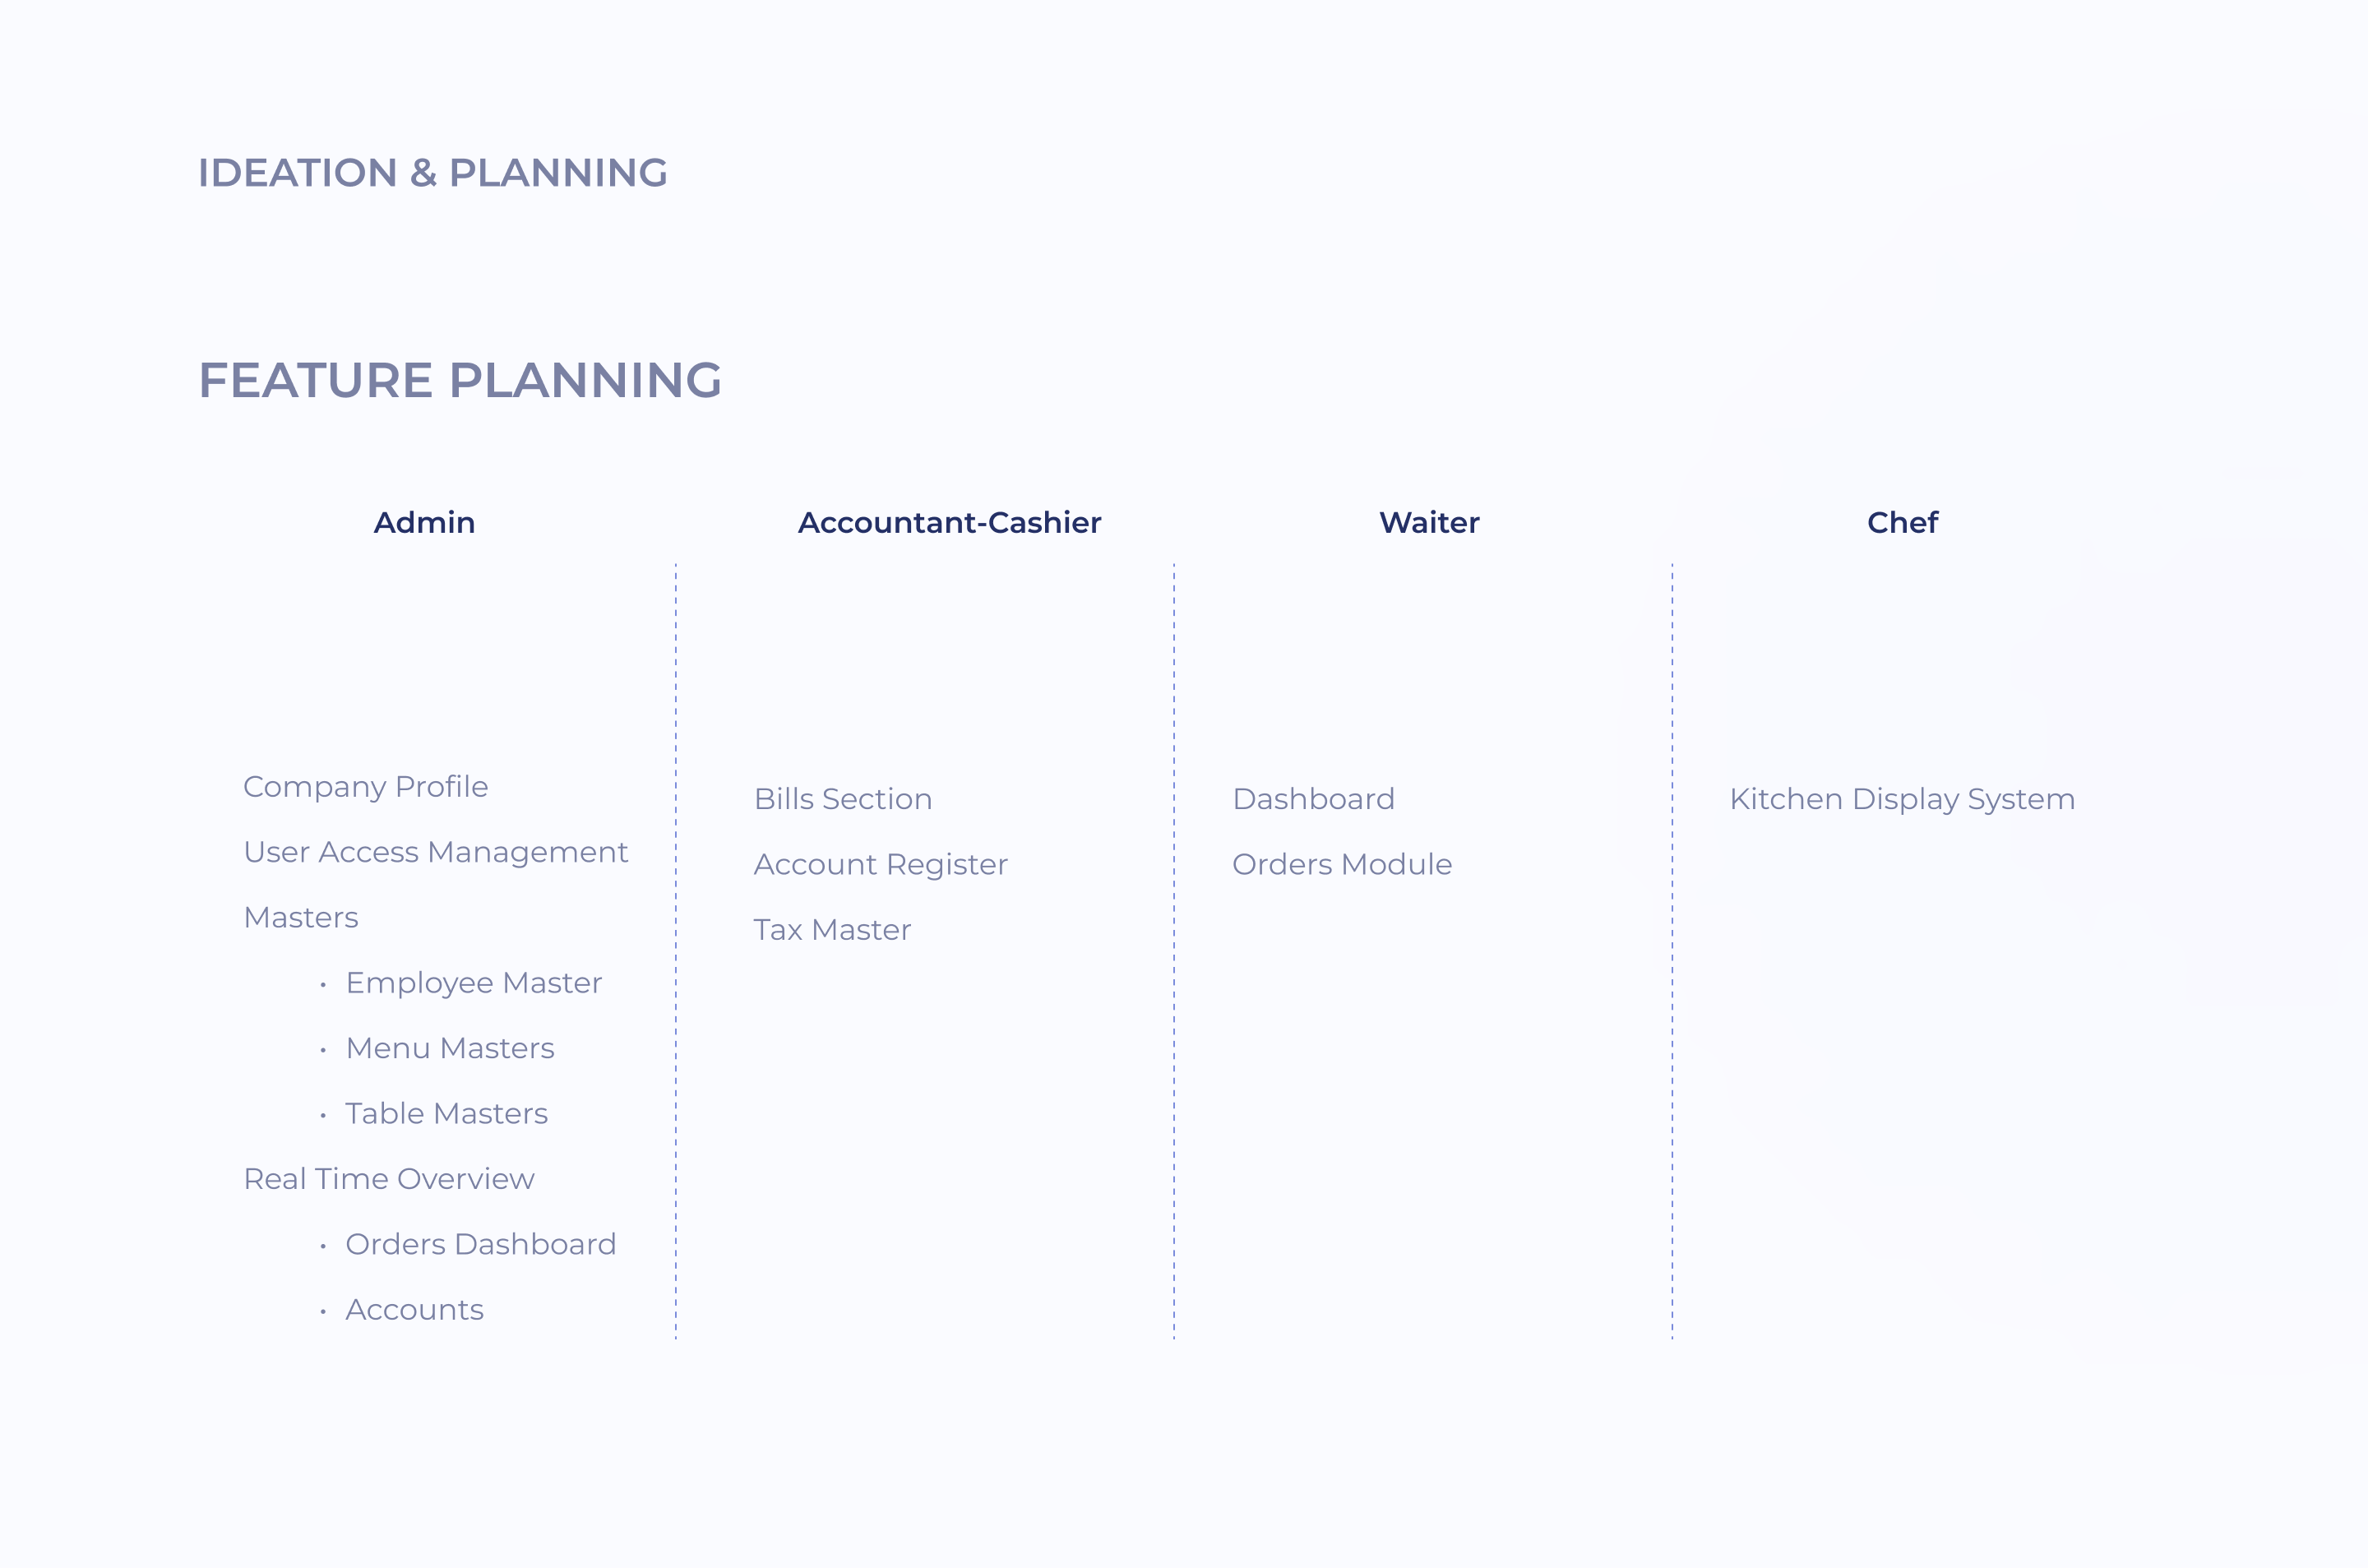 IDEATION & PLANNING
FEATURE PLANNING
Admin
Company Profile
User Access Management
Masters
• Employee Master
• Menu Masters
• Table Masters
Real Time Overview
• Orders Dashboard
• Accounts
Accountant-Cashier
Bills Section
Account Register
Tax Master
Waiter
Dashboard
Orders Module
Chef
Kitchen Display System